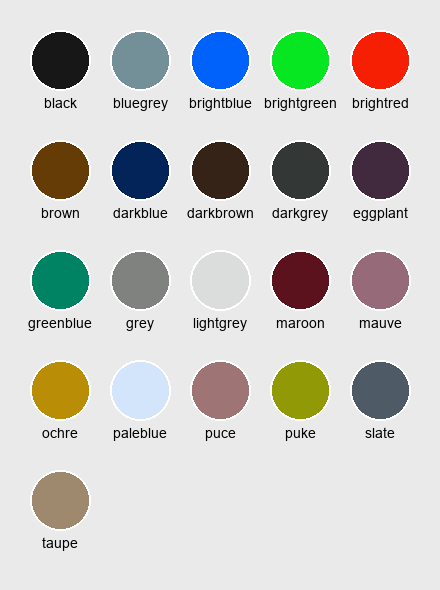 black bluegrey brightblue brightgreen brightred
brown darkblue darkbrown darkgrey eggplant
greenblue grey lightgrey maroon mauve
ochre paleblue puce puke slate
taupe